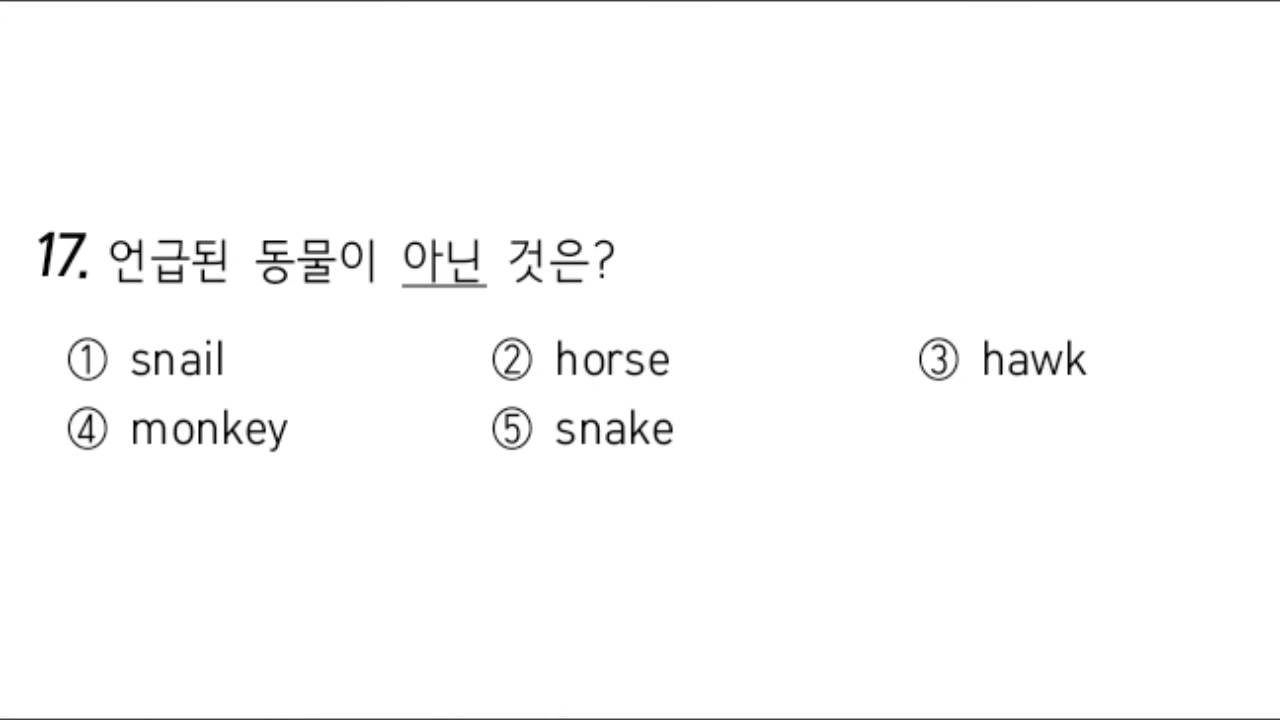 17. 언급된 동물이 아닌 것은?
① snail ② horse ③ hawk
④ monkey ⑤ snake